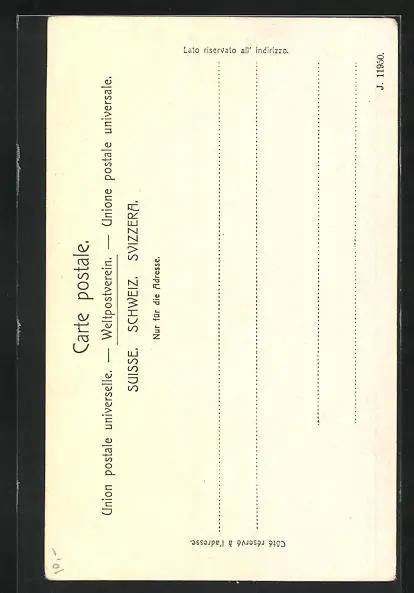 Carte postale.
Union postale universelle. — Weltpostverein. — Unione postale universale.
SUISSE. SCHWEIZ. SVIZZERA.
Nur für die Adresse.
Côté réservé à l'adresse.
Lato riservato all' indirizzo.
J. 11950.
10,-